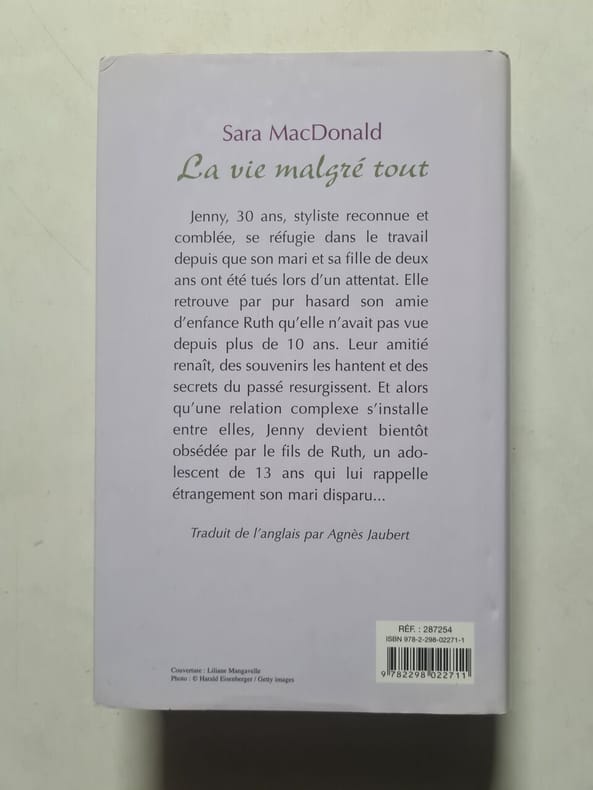 Sara MacDonald
La vie malgré tout
Jenny, 30 ans, styliste reconnue et
comblée, se réfugie dans le travail
depuis que son mari et sa fille de deux
ans ont été tués lors d'un attentat. Elle
retrouve par pur hasard son amie
d'enfance Ruth qu'elle n'avait pas vue
depuis plus de 10 ans. Leur amitié
renaît, des souvenirs les hantent et des
secrets du passé resurgissent. Et alors
qu'une relation complexe s'installe
entre elles, Jenny devient bientôt
obsédée par le fils de Ruth, un ado-
lescent de 13 ans qui lui rappelle
étrangement son mari disparu...
Traduit de l'anglais par Agnès Jaubert
RÉF. : 287254
ISBN 978-2-298-02271-1
9 782298 022711
Couverture : Liliane Mangavelle
Photo : © Harald Eisenberger / Getty images